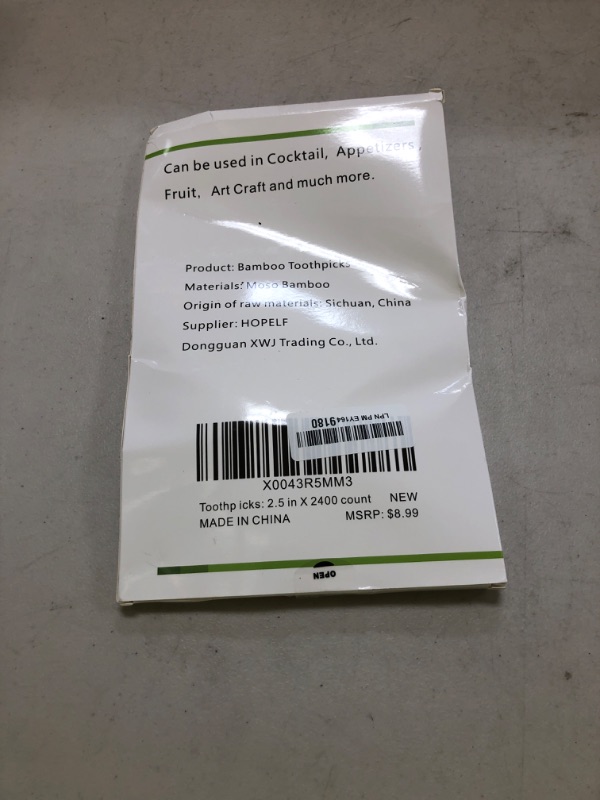 Can be used in Cocktail, Appetizers,
Fruit, Art Craft and much more.
Product: Bamboo Toothpicks
Materials: Moso Bamboo
Origin of raw materials: Sichuan, China
Supplier: HOPELF
Dongguan XWJ Trading Co., Ltd.
LPN PM EY1649180
X0043R5MM3
Toothp icks: 2.5 in X 2400 count NEW
MADE IN CHINA MSRP: $8.99
OPEN